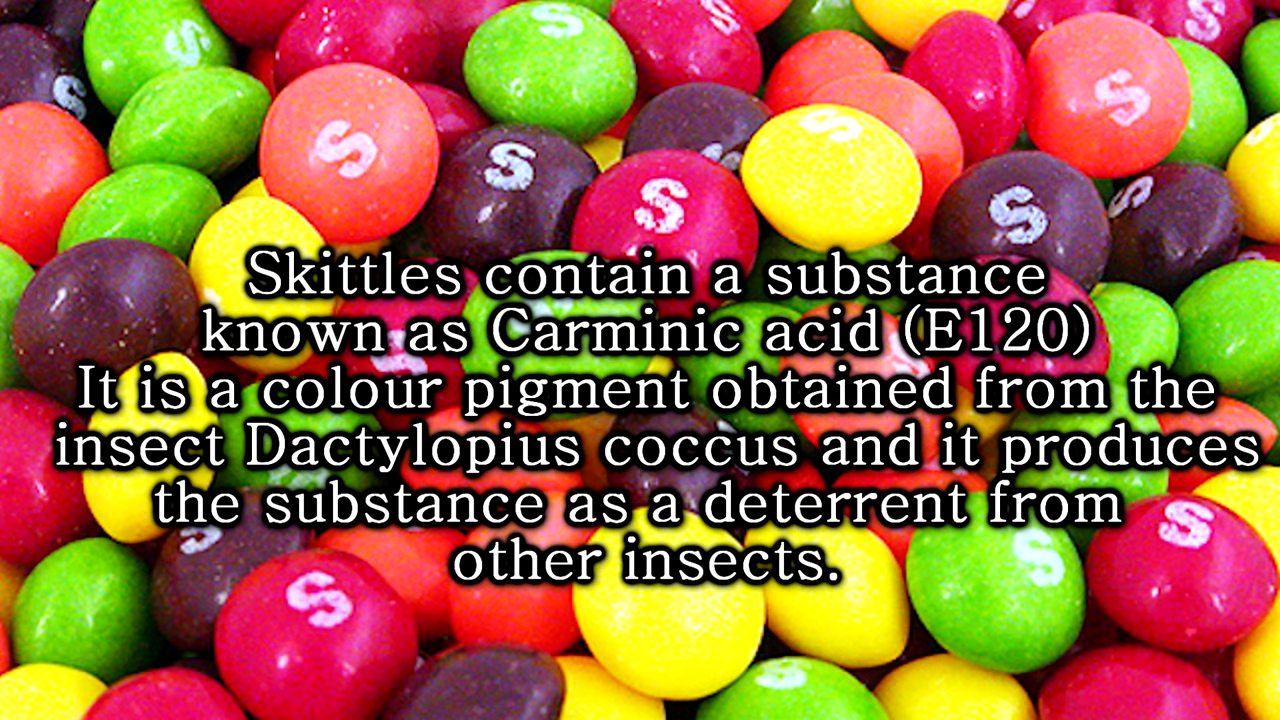 Skittles contain a substance
known as Carminic acid (E120)
It is a colour pigment obtained from the
insect Dactylopius coccus and it produces
the substance as a deterrent from
other insects.